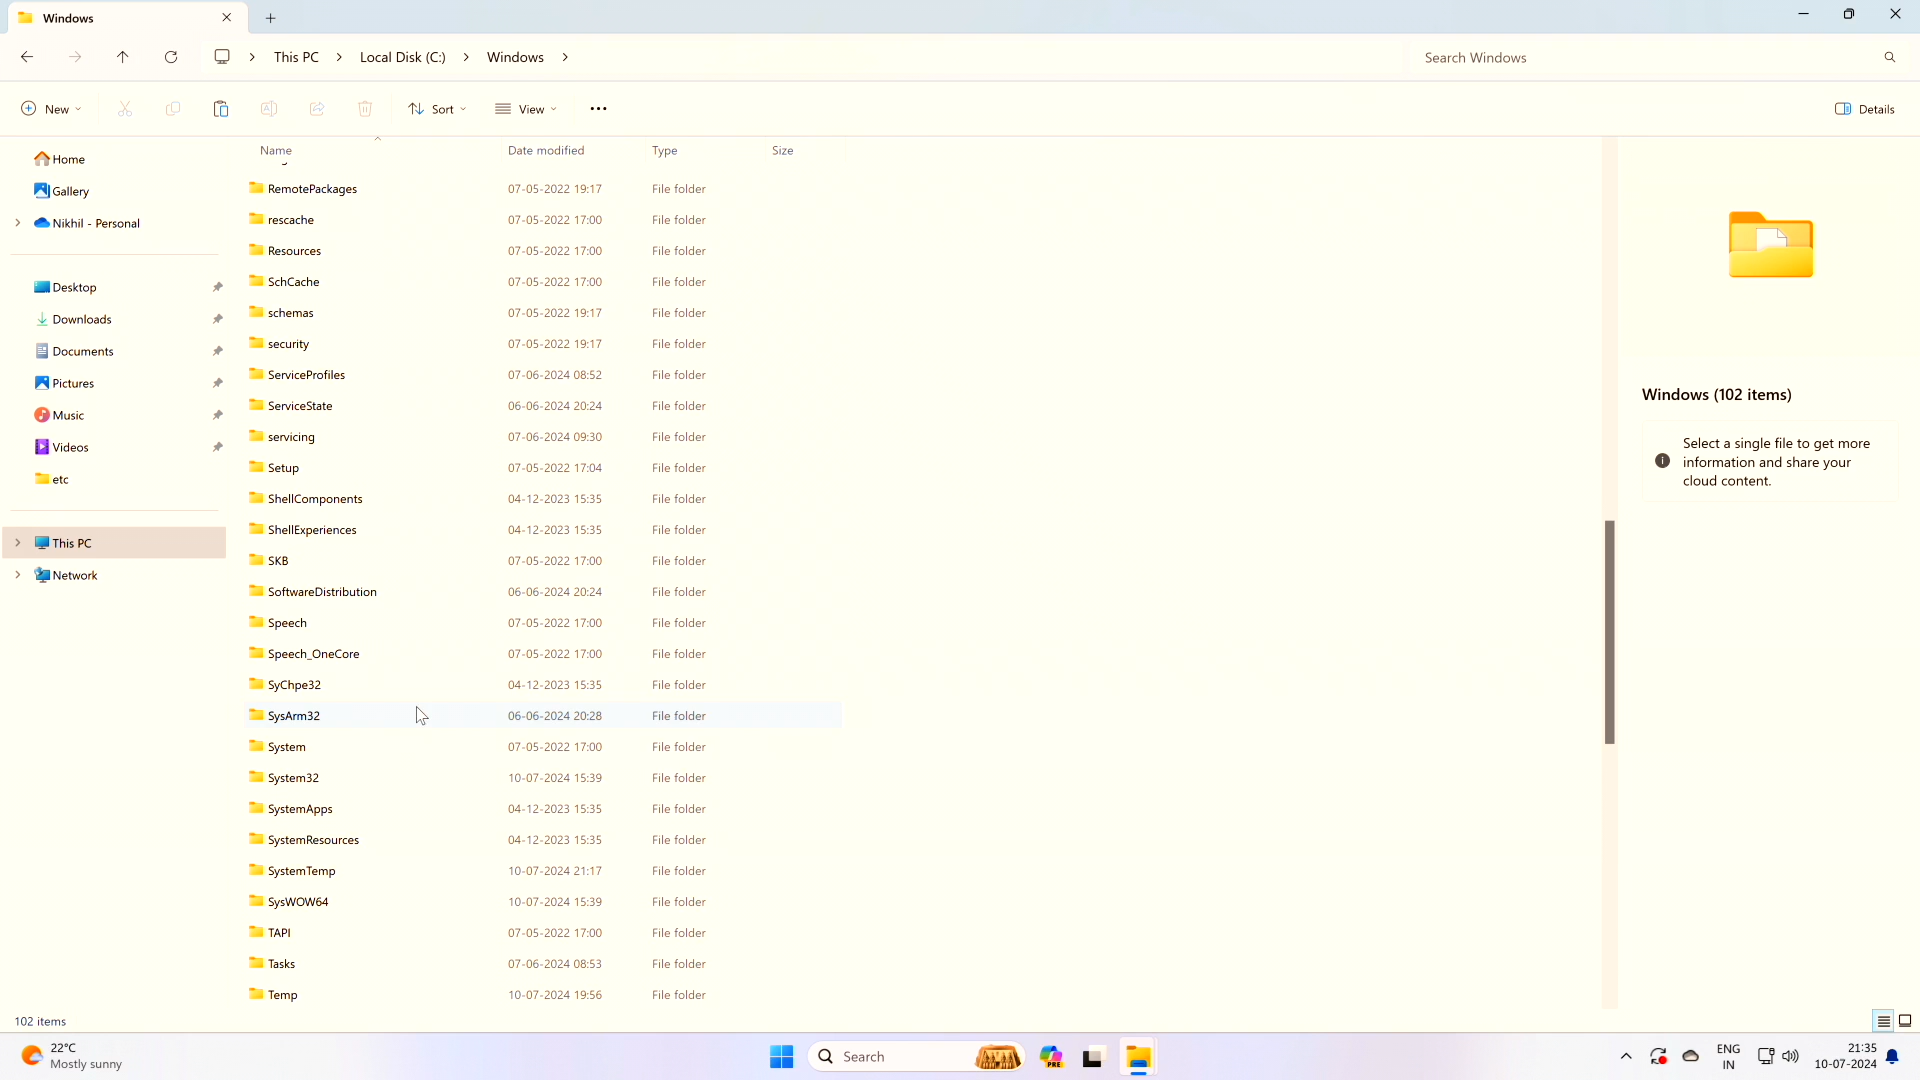 Windows
This PC
Local Disk (C:)
Windows
Search Windows
New
Sort
View
Details
Home
Gallery
Nikhil - Personal
Desktop
Downloads
Documents
Pictures
Music
Videos
etc
This PC
Network
Name Date modified Type Size
RemotePackages 07-05-2022 19:17 File folder
rescache 07-05-2022 17:00 File folder
Resources 07-05-2022 17:00 File folder
SchCache 07-05-2022 17:00 File folder
schemas 07-05-2022 19:17 File folder
security 07-05-2022 19:17 File folder
ServiceProfiles 07-06-2024 08:52 File folder
ServiceState 06-06-2024 20:24 File folder
servicing 07-06-2024 09:30 File folder
Setup 07-05-2022 17:04 File folder
ShellComponents 04-12-2023 15:35 File folder
ShellExperiences 04-12-2023 15:35 File folder
SKB 07-05-2022 17:00 File folder
SoftwareDistribution 06-06-2024 20:24 File folder
Speech 07-05-2022 17:00 File folder
Speech_OneCore 07-05-2022 17:00 File folder
SyChpe32 04-12-2023 15:35 File folder
SysArm32 06-06-2024 20:28 File folder
System 07-05-2022 17:00 File folder
System32 10-07-2024 15:39 File folder
SystemApps 04-12-2023 15:35 File folder
SystemResources 04-12-2023 15:35 File folder
SystemTemp 10-07-2024 21:17 File folder
SysWOW64 10-07-2024 15:39 File folder
TAPI 07-05-2022 17:00 File folder
Tasks 07-06-2024 08:53 File folder
Temp 10-07-2024 19:56 File folder
Windows (102 items)
Select a single file to get more
information and share your
cloud content.
102 items
22°C
Mostly sunny
Search
PRE
ENG
IN
21:35
10-07-2024